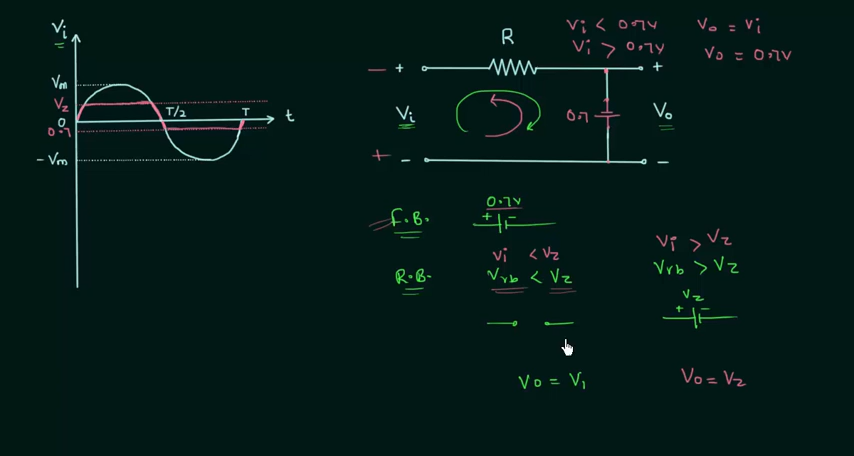 Vi
Vm
Vz
0
0.7
-Vm
T/2
T
t
R
Vi < 0.7V Vo = Vi
Vi > 0.7V Vo = 0.7V
- + +
Vi 0.7 Vo
+ - -
F.B. 0.7V
+ -
Vi < Vz Vi > Vz
R.B. Vrb < Vz Vrb > Vz
Vz
+ -
Vo = Vi Vo = Vz